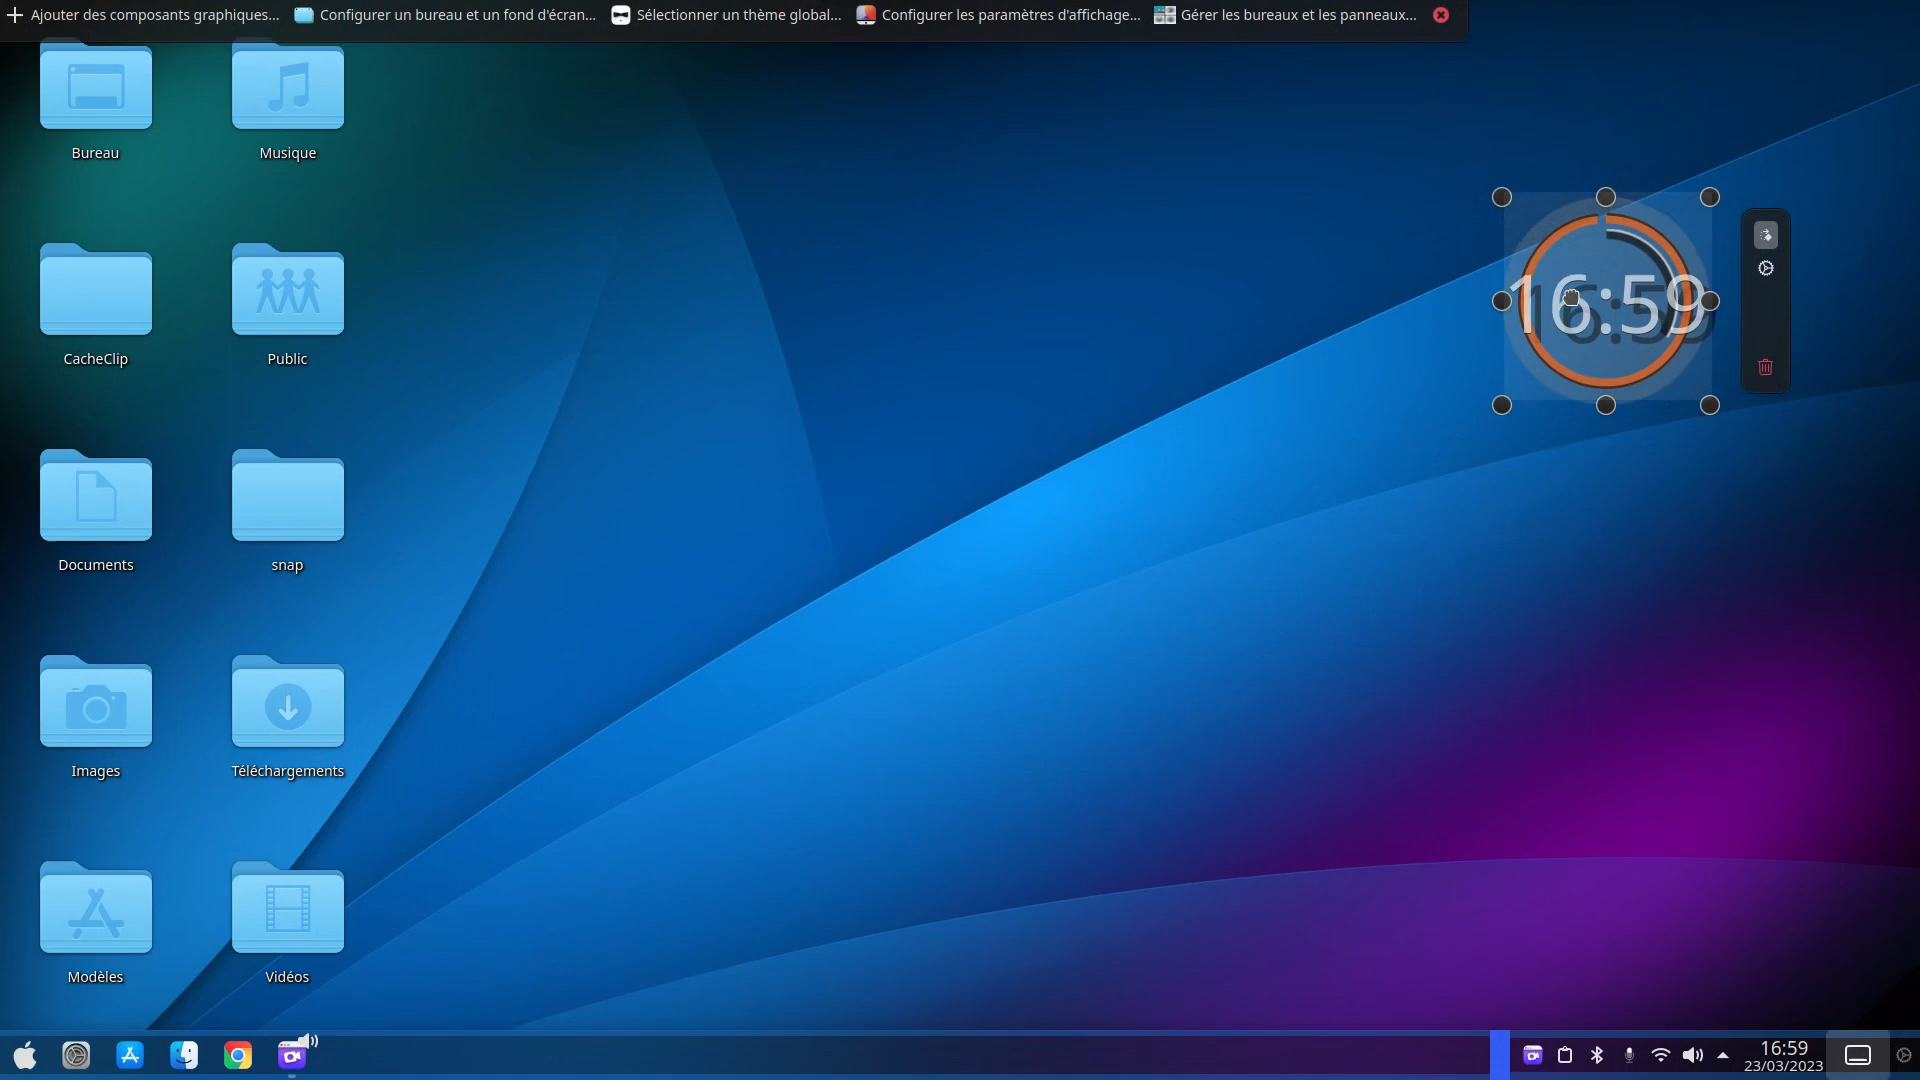 Ajouter des composants graphiques...
Configurer un bureau et un fond d'écran...
Sélectionner un thème global...
Configurer les paramètres d'affichage...
Gérer les bureaux et les panneaux...
Bureau
Musique
16:59
CacheClip
Public
Documents
snap
Images
Téléchargements
Modèles
Vidéos
16:59
23/03/2023